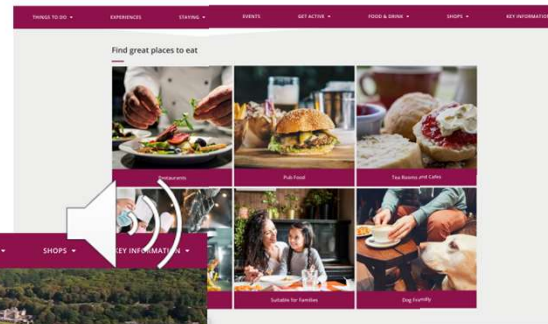 THINGS TO DO EXPERIENCES STAYING EVENTS GET ACTIVE FOOD & DRINK SHOPS KEY INFORMATION
Find great places to eat
Restaurants Pub Food Tea Rooms and Cafes
SHOPS KEY INFORMATION
Suitable for Families Dog Friendly